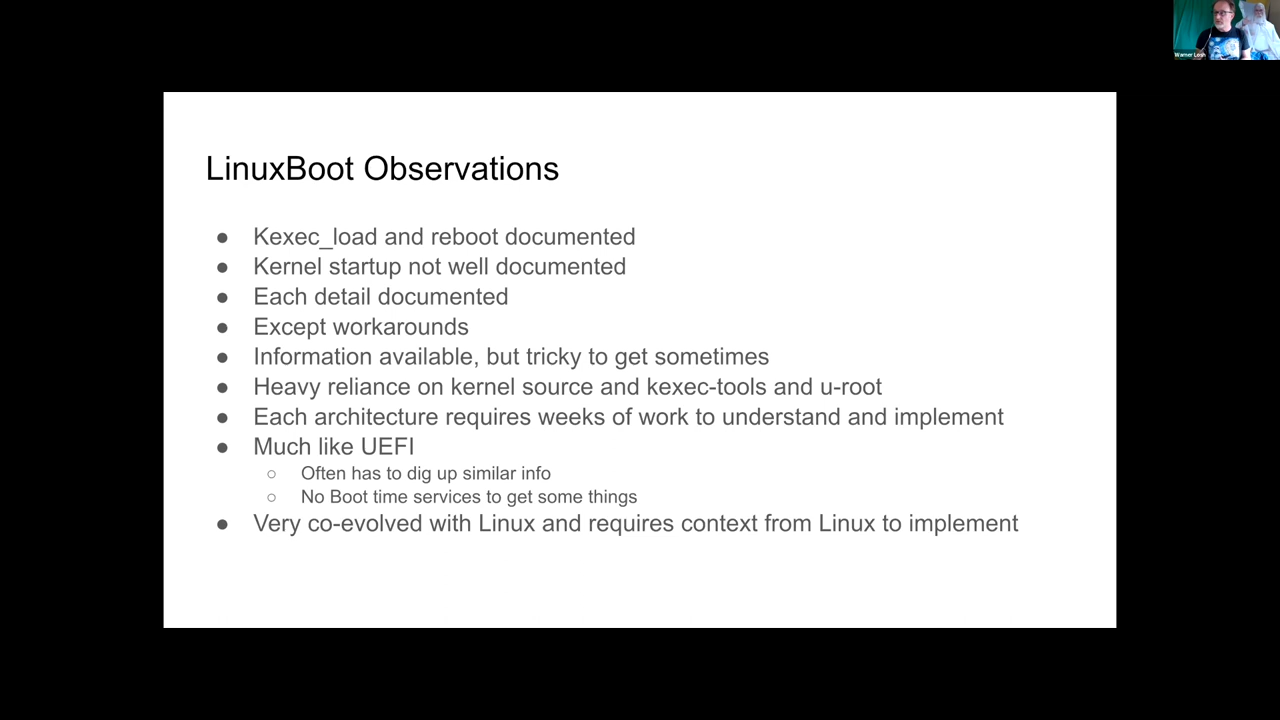 Warner Losh
LinuxBoot Observations
● Kexec_load and reboot documented
● Kernel startup not well documented
● Each detail documented
● Except workarounds
● Information available, but tricky to get sometimes
● Heavy reliance on kernel source and kexec-tools and u-root
● Each architecture requires weeks of work to understand and implement
● Much like UEFI
○ Often has to dig up similar info
○ No Boot time services to get some things
● Very co-evolved with Linux and requires context from Linux to implement